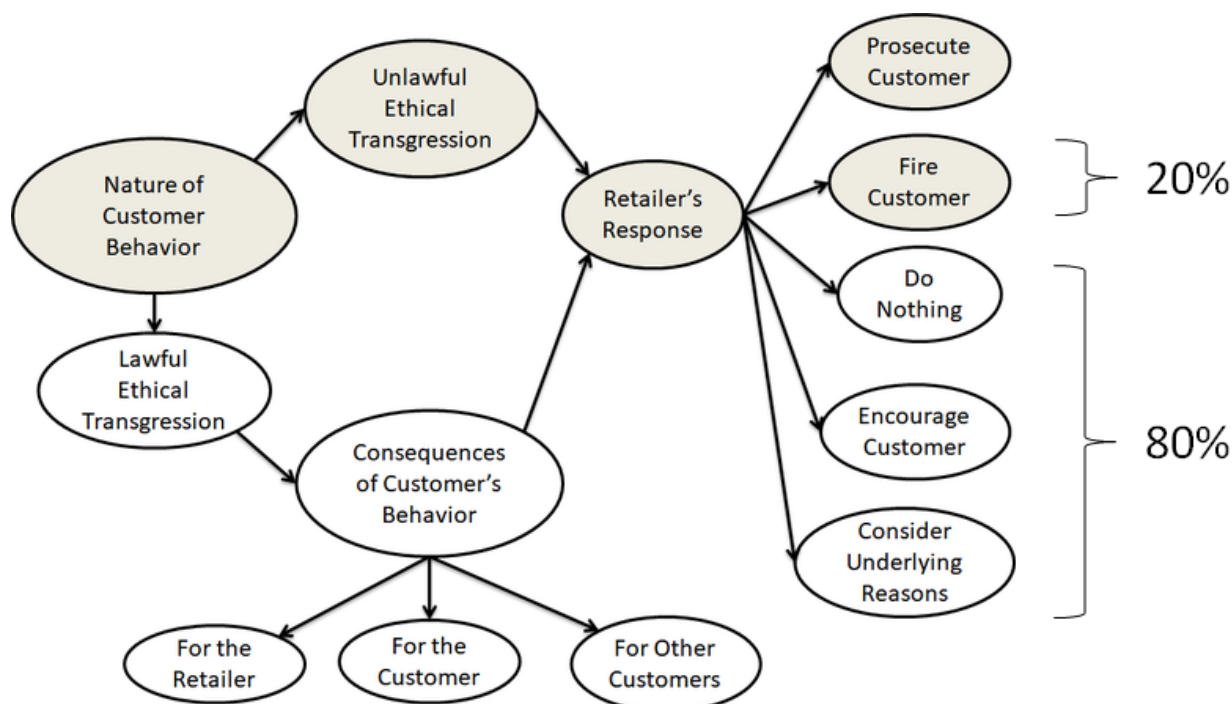 Nature of
Customer
Behavior
Unlawful
Ethical
Transgression
Lawful
Ethical
Transgression
Consequences
of Customer's
Behavior
For the
Retailer
For the
Customer
For Other
Customers
Retailer's
Response
Prosecute
Customer
Fire
Customer
20%
Do
Nothing
Encourage
Customer
Consider
Underlying
Reasons
80%